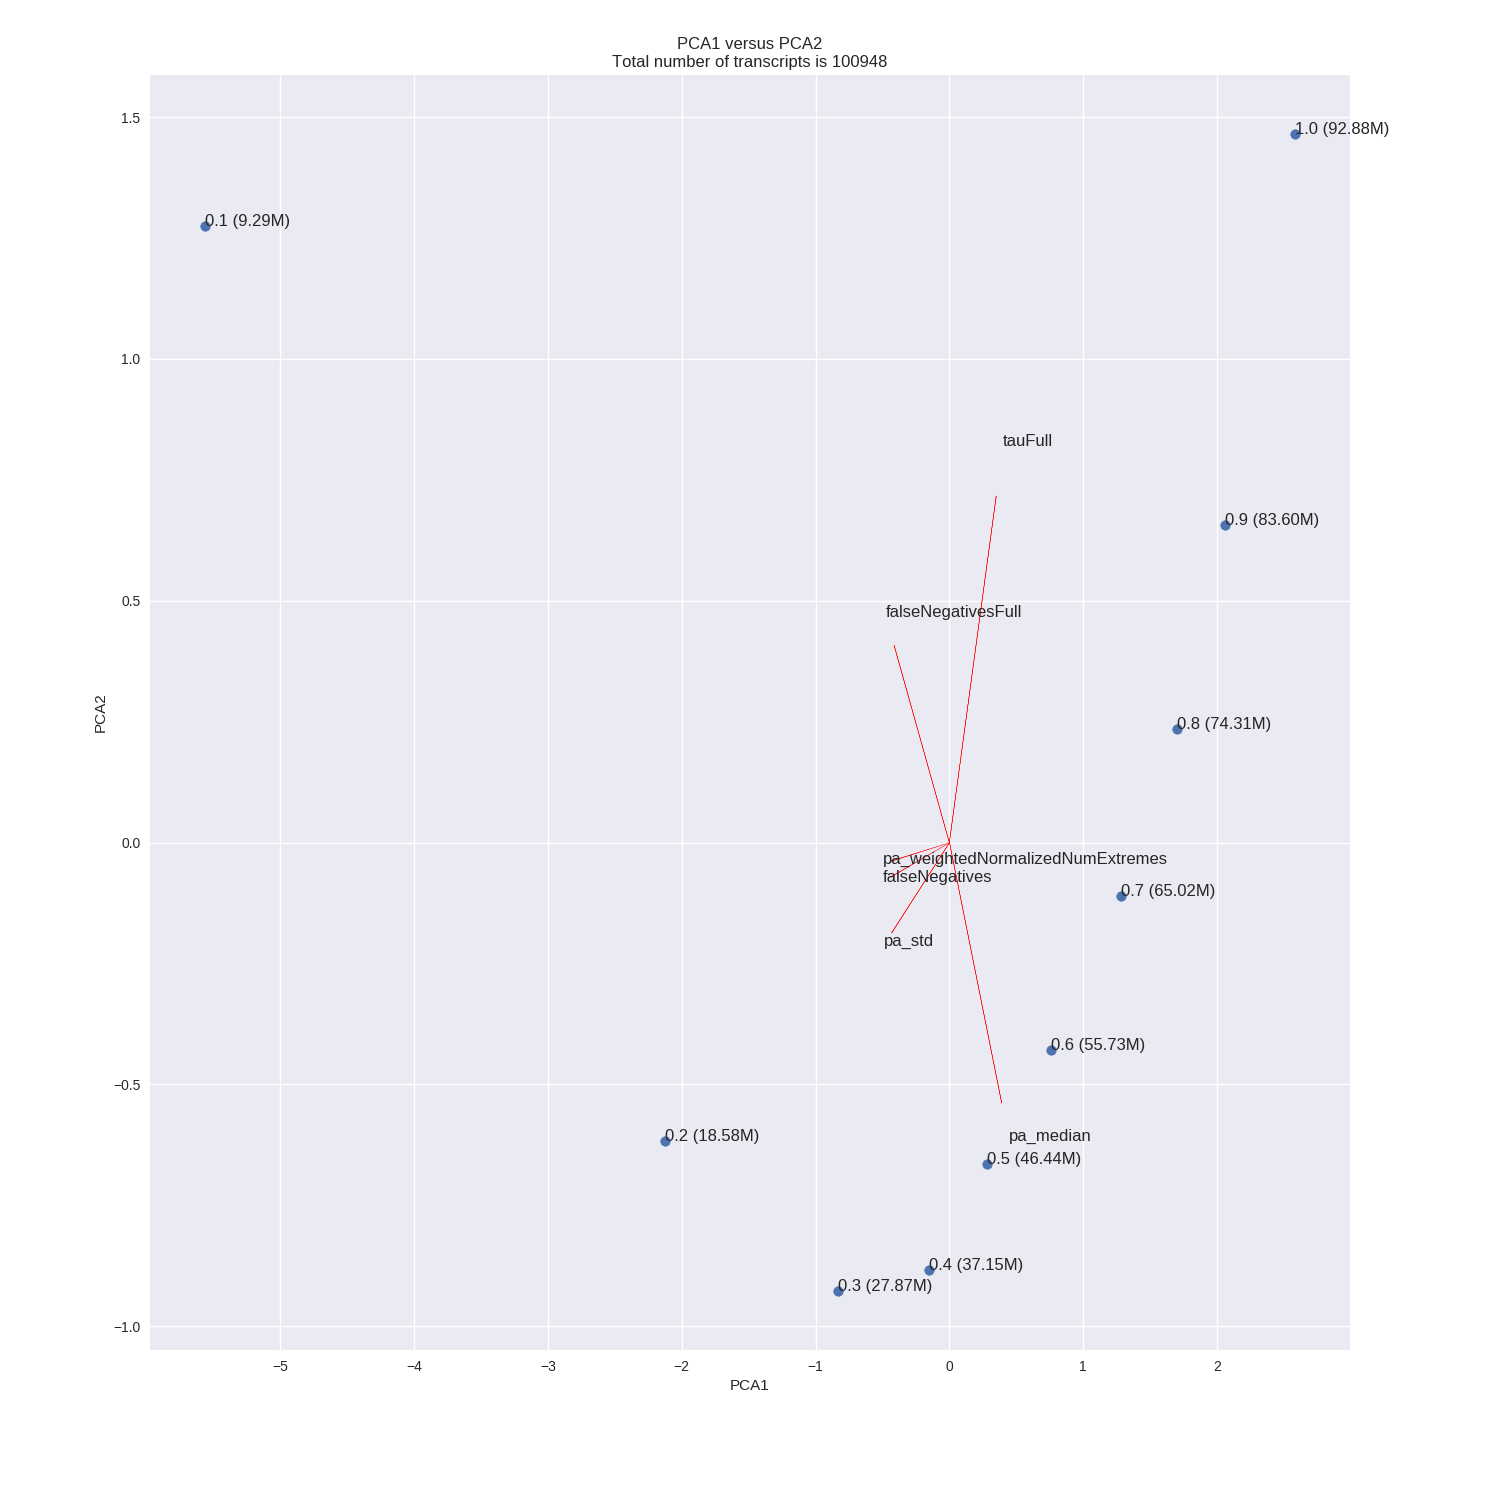 PCA1 versus PCA2
Total number of transcripts is 100948
1.5
1.0 (92.88M)
0.1 (9.29M)
1.0
tauFull
0.9 (83.60M)
0.5
falseNegativesFull
PCA2
0.8 (74.31M)
0.0
pa_weightedNormalizedNumExtremes
falseNegatives
0.7 (65.02M)
pa_std
0.6 (55.73M)
−0.5
0.2 (18.58M)
pa_median
0.5 (46.44M)
0.4 (37.15M)
0.3 (27.87M)
−1.0
−5 −4 −3 −2 −1 0 1 2
PCA1